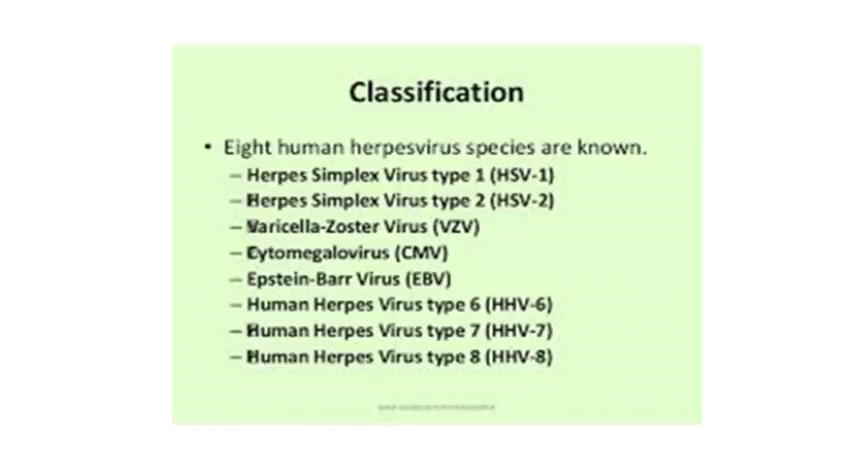 Classification
• Eight human herpesvirus species are known.
– Herpes Simplex Virus type 1 (HSV-1)
– Herpes Simplex Virus type 2 (HSV-2)
– Varicella-Zoster Virus (VZV)
– Cytomegalovirus (CMV)
– Epstein-Barr Virus (EBV)
– Human Herpes Virus type 6 (HHV-6)
– Human Herpes Virus type 7 (HHV-7)
– Human Herpes Virus type 8 (HHV-8)